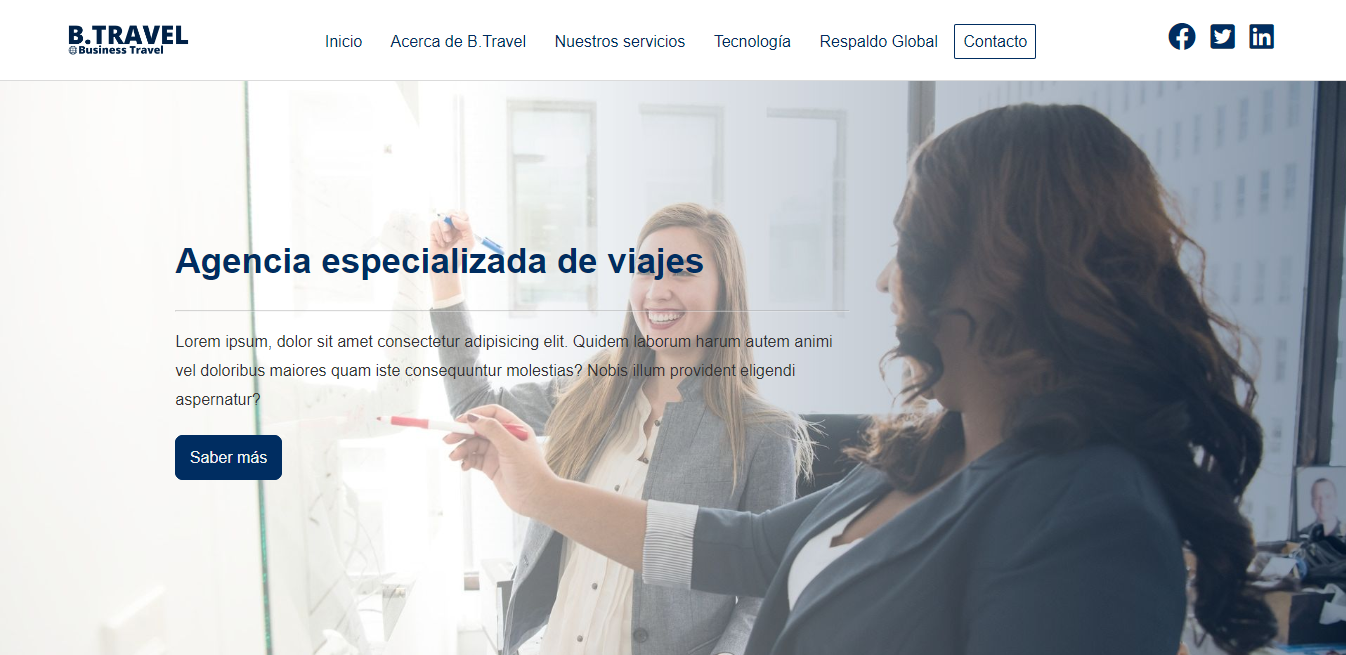 B.TRAVEL
Business Travel
Inicio Acerca de B.Travel Nuestros servicios Tecnología Respaldo Global Contacto
Agencia especializada de viajes
Lorem ipsum, dolor sit amet consectetur adipisicing elit. Quidem laborum harum autem animi
vel doloribus maiores quam iste consequuntur molestias? Nobis illum provident eligendi
aspernatur?
Saber más